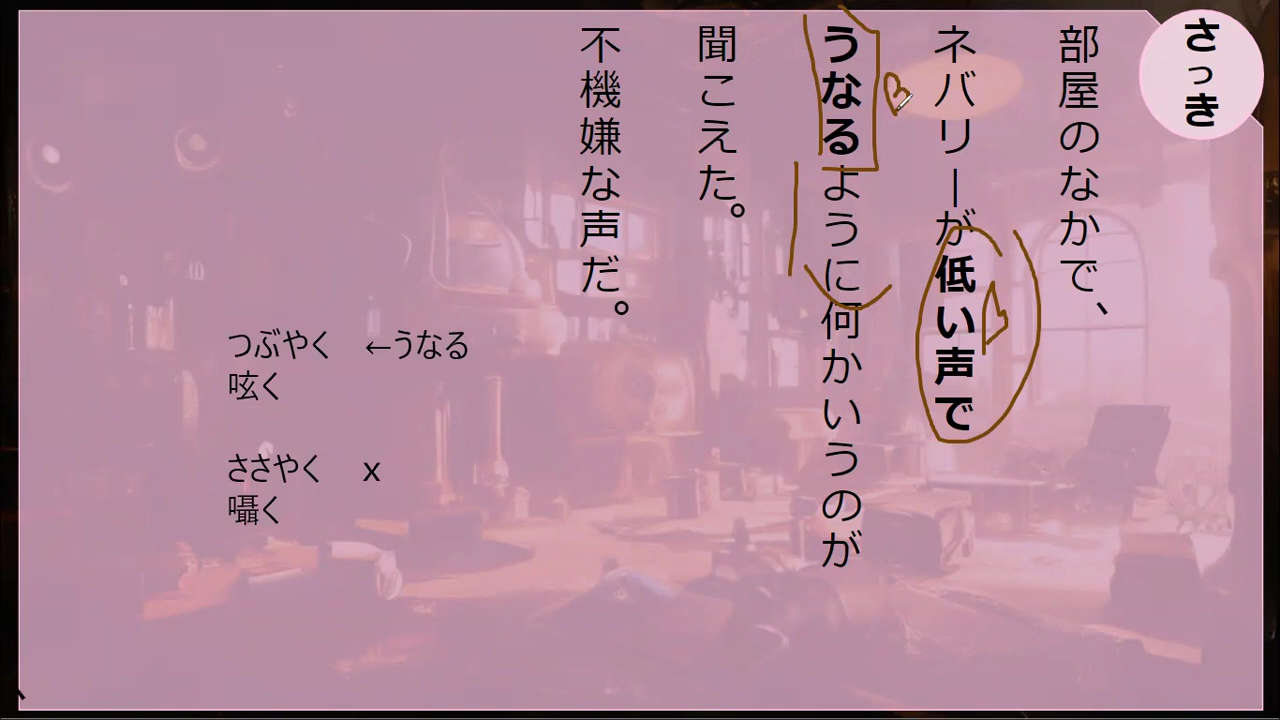 さっき
部屋のなかで、
ネバリーが低い声で
うなるように何かいうのが
聞こえた。
不機嫌な声だ。
つぶやく　←うなる
呟く
ささやく　x
囁く